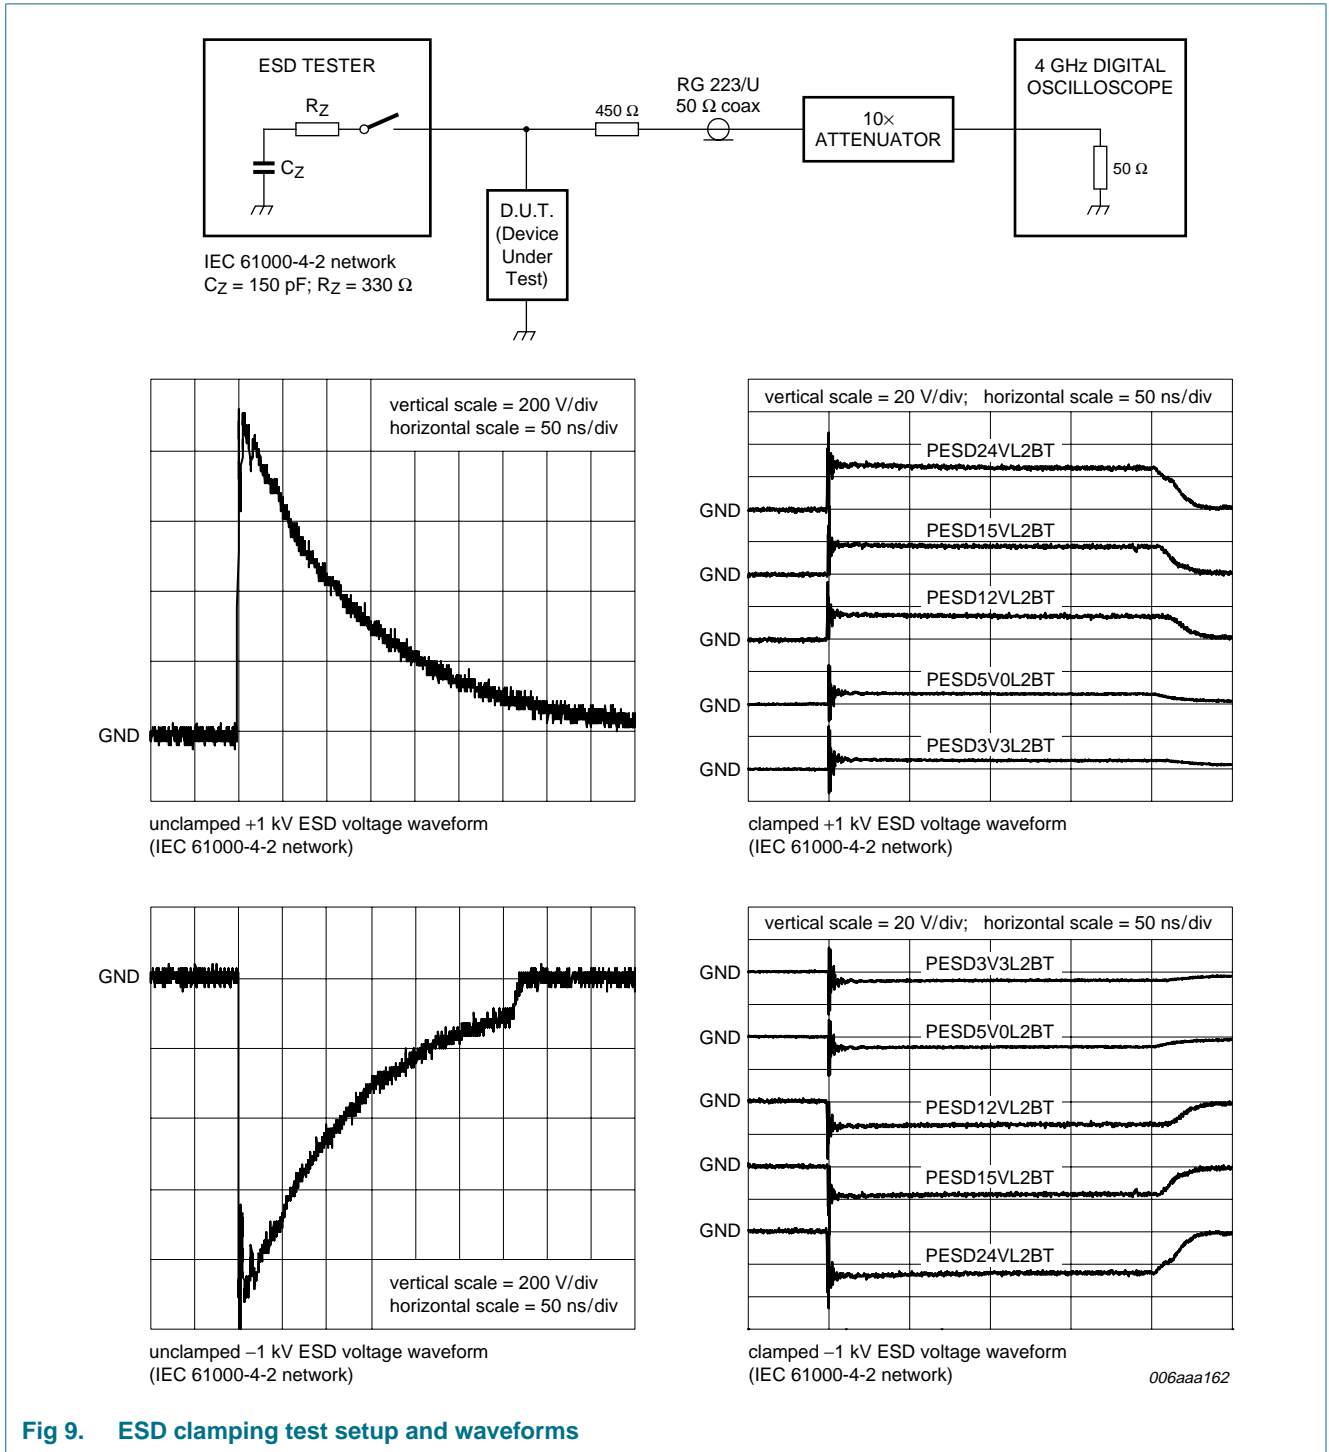 ESD TESTER
RZ
CZ
IEC 61000-4-2 network
CZ = 150 pF; RZ = 330 Ω
D.U.T.
(Device
Under
Test)
450 Ω
RG 223/U
50 Ω coax
10×
ATTENUATOR
4 GHz DIGITAL
OSCILLOSCOPE
50 Ω
vertical scale = 200 V/div
horizontal scale = 50 ns/div
GND
unclamped +1 kV ESD voltage waveform
(IEC 61000-4-2 network)
vertical scale = 20 V/div; horizontal scale = 50 ns/div
PESD24VL2BT
GND
PESD15VL2BT
GND
PESD12VL2BT
GND
PESD5V0L2BT
GND
PESD3V3L2BT
GND
clamped +1 kV ESD voltage waveform
(IEC 61000-4-2 network)
GND
vertical scale = 200 V/div
horizontal scale = 50 ns/div
unclamped −1 kV ESD voltage waveform
(IEC 61000-4-2 network)
vertical scale = 20 V/div; horizontal scale = 50 ns/div
PESD3V3L2BT
GND
PESD5V0L2BT
GND
GND
PESD12VL2BT
GND
PESD15VL2BT
GND
PESD24VL2BT
clamped −1 kV ESD voltage waveform
(IEC 61000-4-2 network)
006aaa162
Fig 9. ESD clamping test setup and waveforms